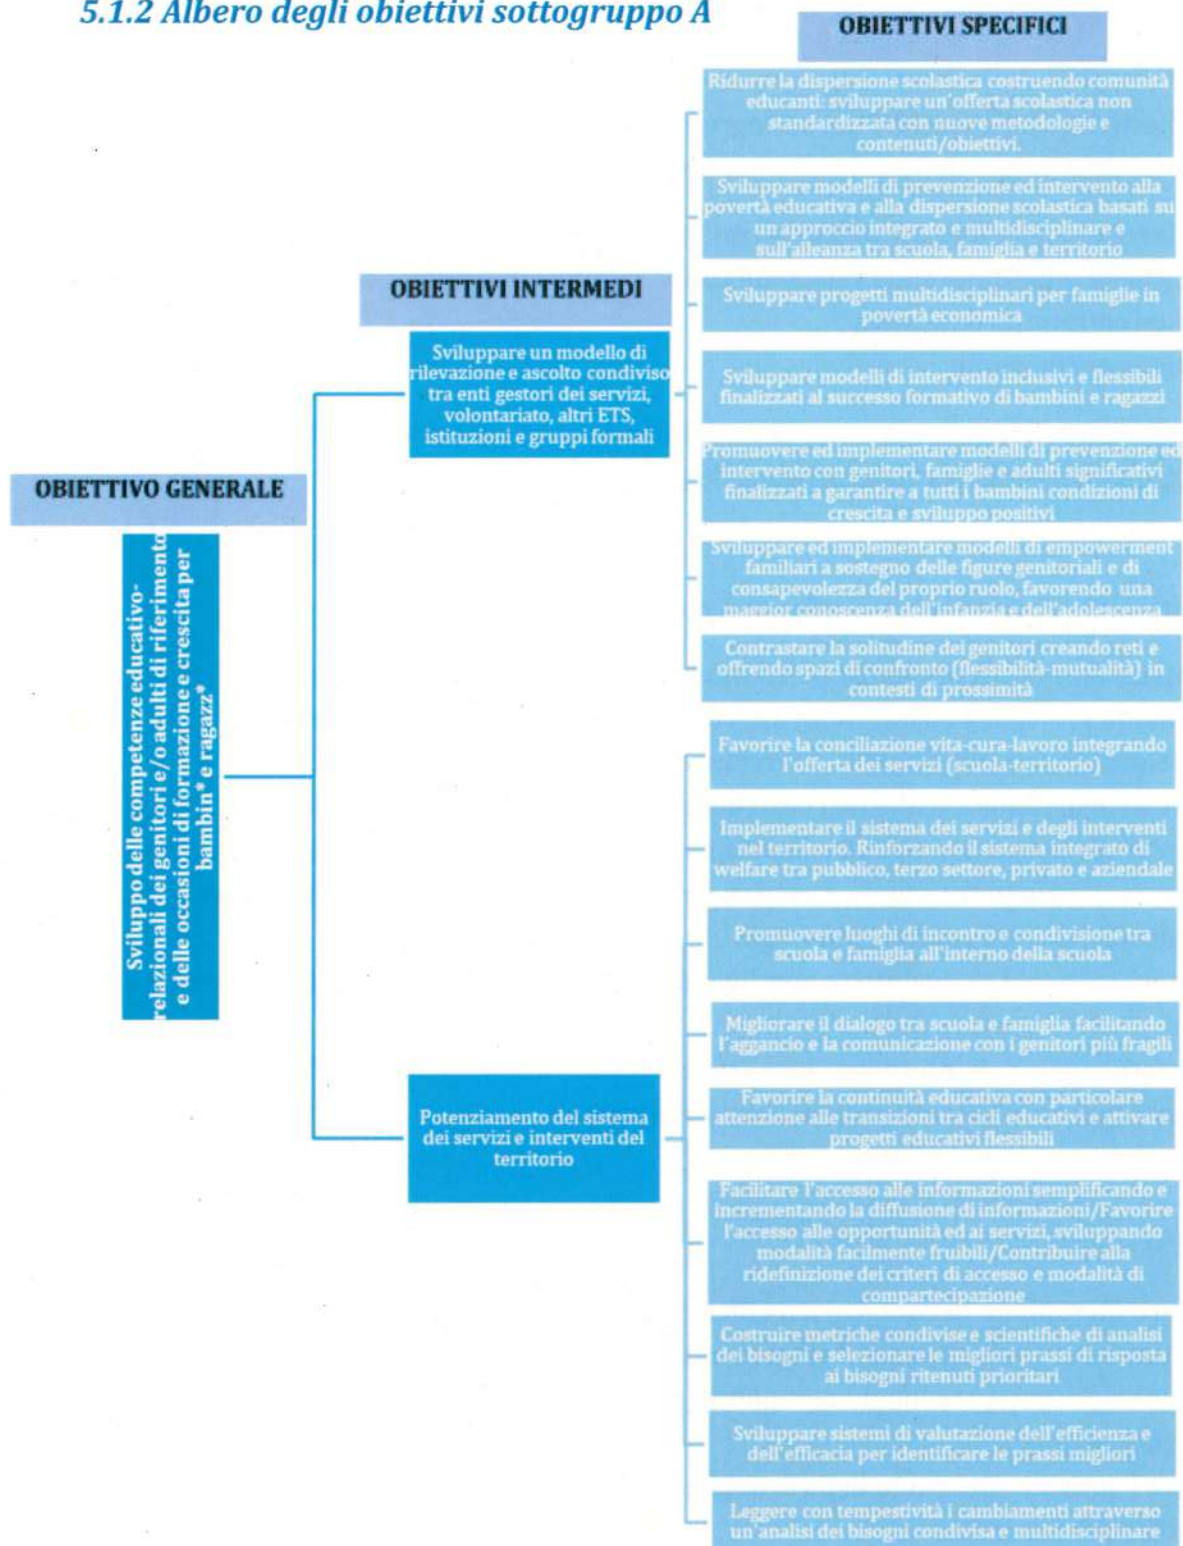 5.1.2 Albero degli obiettivi sottogruppo A
OBIETTIVI SPECIFICI
Ridurre la dispersione scolastica costruendo comunità
educanti: sviluppare un'offerta scolastica non
standardizzata con nuove metodologie e
contenuti/obiettivi.
Sviluppare modelli di prevenzione ed intervento alla
povertà educativa e alla dispersione scolastica basati su
un approccio integrato e multidisciplinare e
sull'alleanza tra scuola, famiglia e territorio
Sviluppare progetti multidisciplinari per famiglie in
povertà economica
Sviluppare modelli di intervento inclusivi e flessibili
finalizzati al successo formativo di bambini e ragazzi
Promuovere ed implementare modelli di prevenzione ed
intervento con genitori, famiglie e adulti significativi
finalizzati a garantire a tutti i bambini condizioni di
crescita e sviluppo positivi
Sviluppare ed implementare modelli di empowerment
familiari a sostegno delle figure genitoriali e di
consapevolezza del proprio ruolo, favorendo una
maggior conoscenza dell'infanzia e dell'adolescenza
Contrastare la solitudine dei genitori creando reti e
offrendo spazi di confronto (flessibilità-mutualità) in
contesti di prossimità
OBIETTIVI INTERMEDI
Sviluppare un modello di
rilevazione e ascolto condiviso
tra enti gestori dei servizi,
volontariato, altri ETS,
istituzioni e gruppi formali
OBIETTIVO GENERALE
Sviluppo delle competenze educativo-
relazionali dei genitori e/o adulti di riferimento
e delle occasioni di formazione e crescita per
bambin* e ragazz*
Favorire la conciliazione vita-cura-lavoro integrando
l'offerta dei servizi (scuola-territorio)
Implementare il sistema dei servizi e degli interventi
nel territorio. Rinforzando il sistema integrato di
welfare tra pubblico, terzo settore, privato e aziendale
Promuovere luoghi di incontro e condivisione tra
scuola e famiglia all'interno della scuola
Migliorare il dialogo tra scuola e famiglia facilitando
l'aggancio e la comunicazione con i genitori più fragili
Potenziamento del sistema
dei servizi e interventi del
territorio
Favorire la continuità educativa con particolare
attenzione alle transizioni tra cicli educativi e attivare
progetti educativi flessibili
Facilitare l'accesso alle informazioni semplificando e
incrementando la diffusione di informazioni/Favorire
l'accesso alle opportunità ed ai servizi, sviluppando
modalità facilmente fruibili/Contribuire alla
ridefinizione dei criteri di accesso e modalità di
compartecipazione
Costruire metriche condivise e scientifiche di analisi
dei bisogni e selezionare le migliori prassi di risposta
ai bisogni ritenuti prioritari
Sviluppare sistemi di valutazione dell'efficienza e
dell'efficacia per identificare le prassi migliori
Leggere con tempestività i cambiamenti attraverso
un'analisi dei bisogni condivisa e multidisciplinare